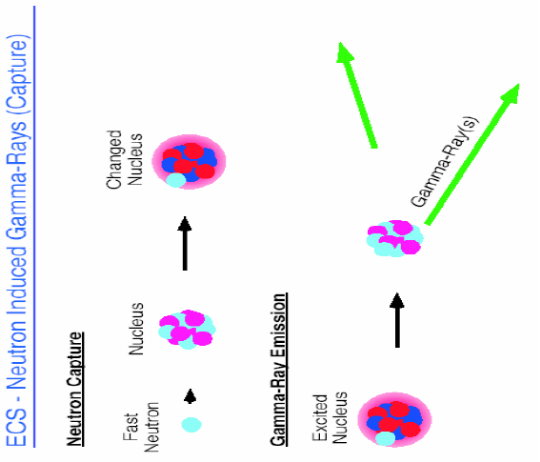 ECS - Neutron Induced Gamma-Rays (Capture)
Neutron Capture
Fast
Neutron
Nucleus
Changed
Nucleus
Gamma-Ray Emission
Excited
Nucleus
Gamma-Ray(s)